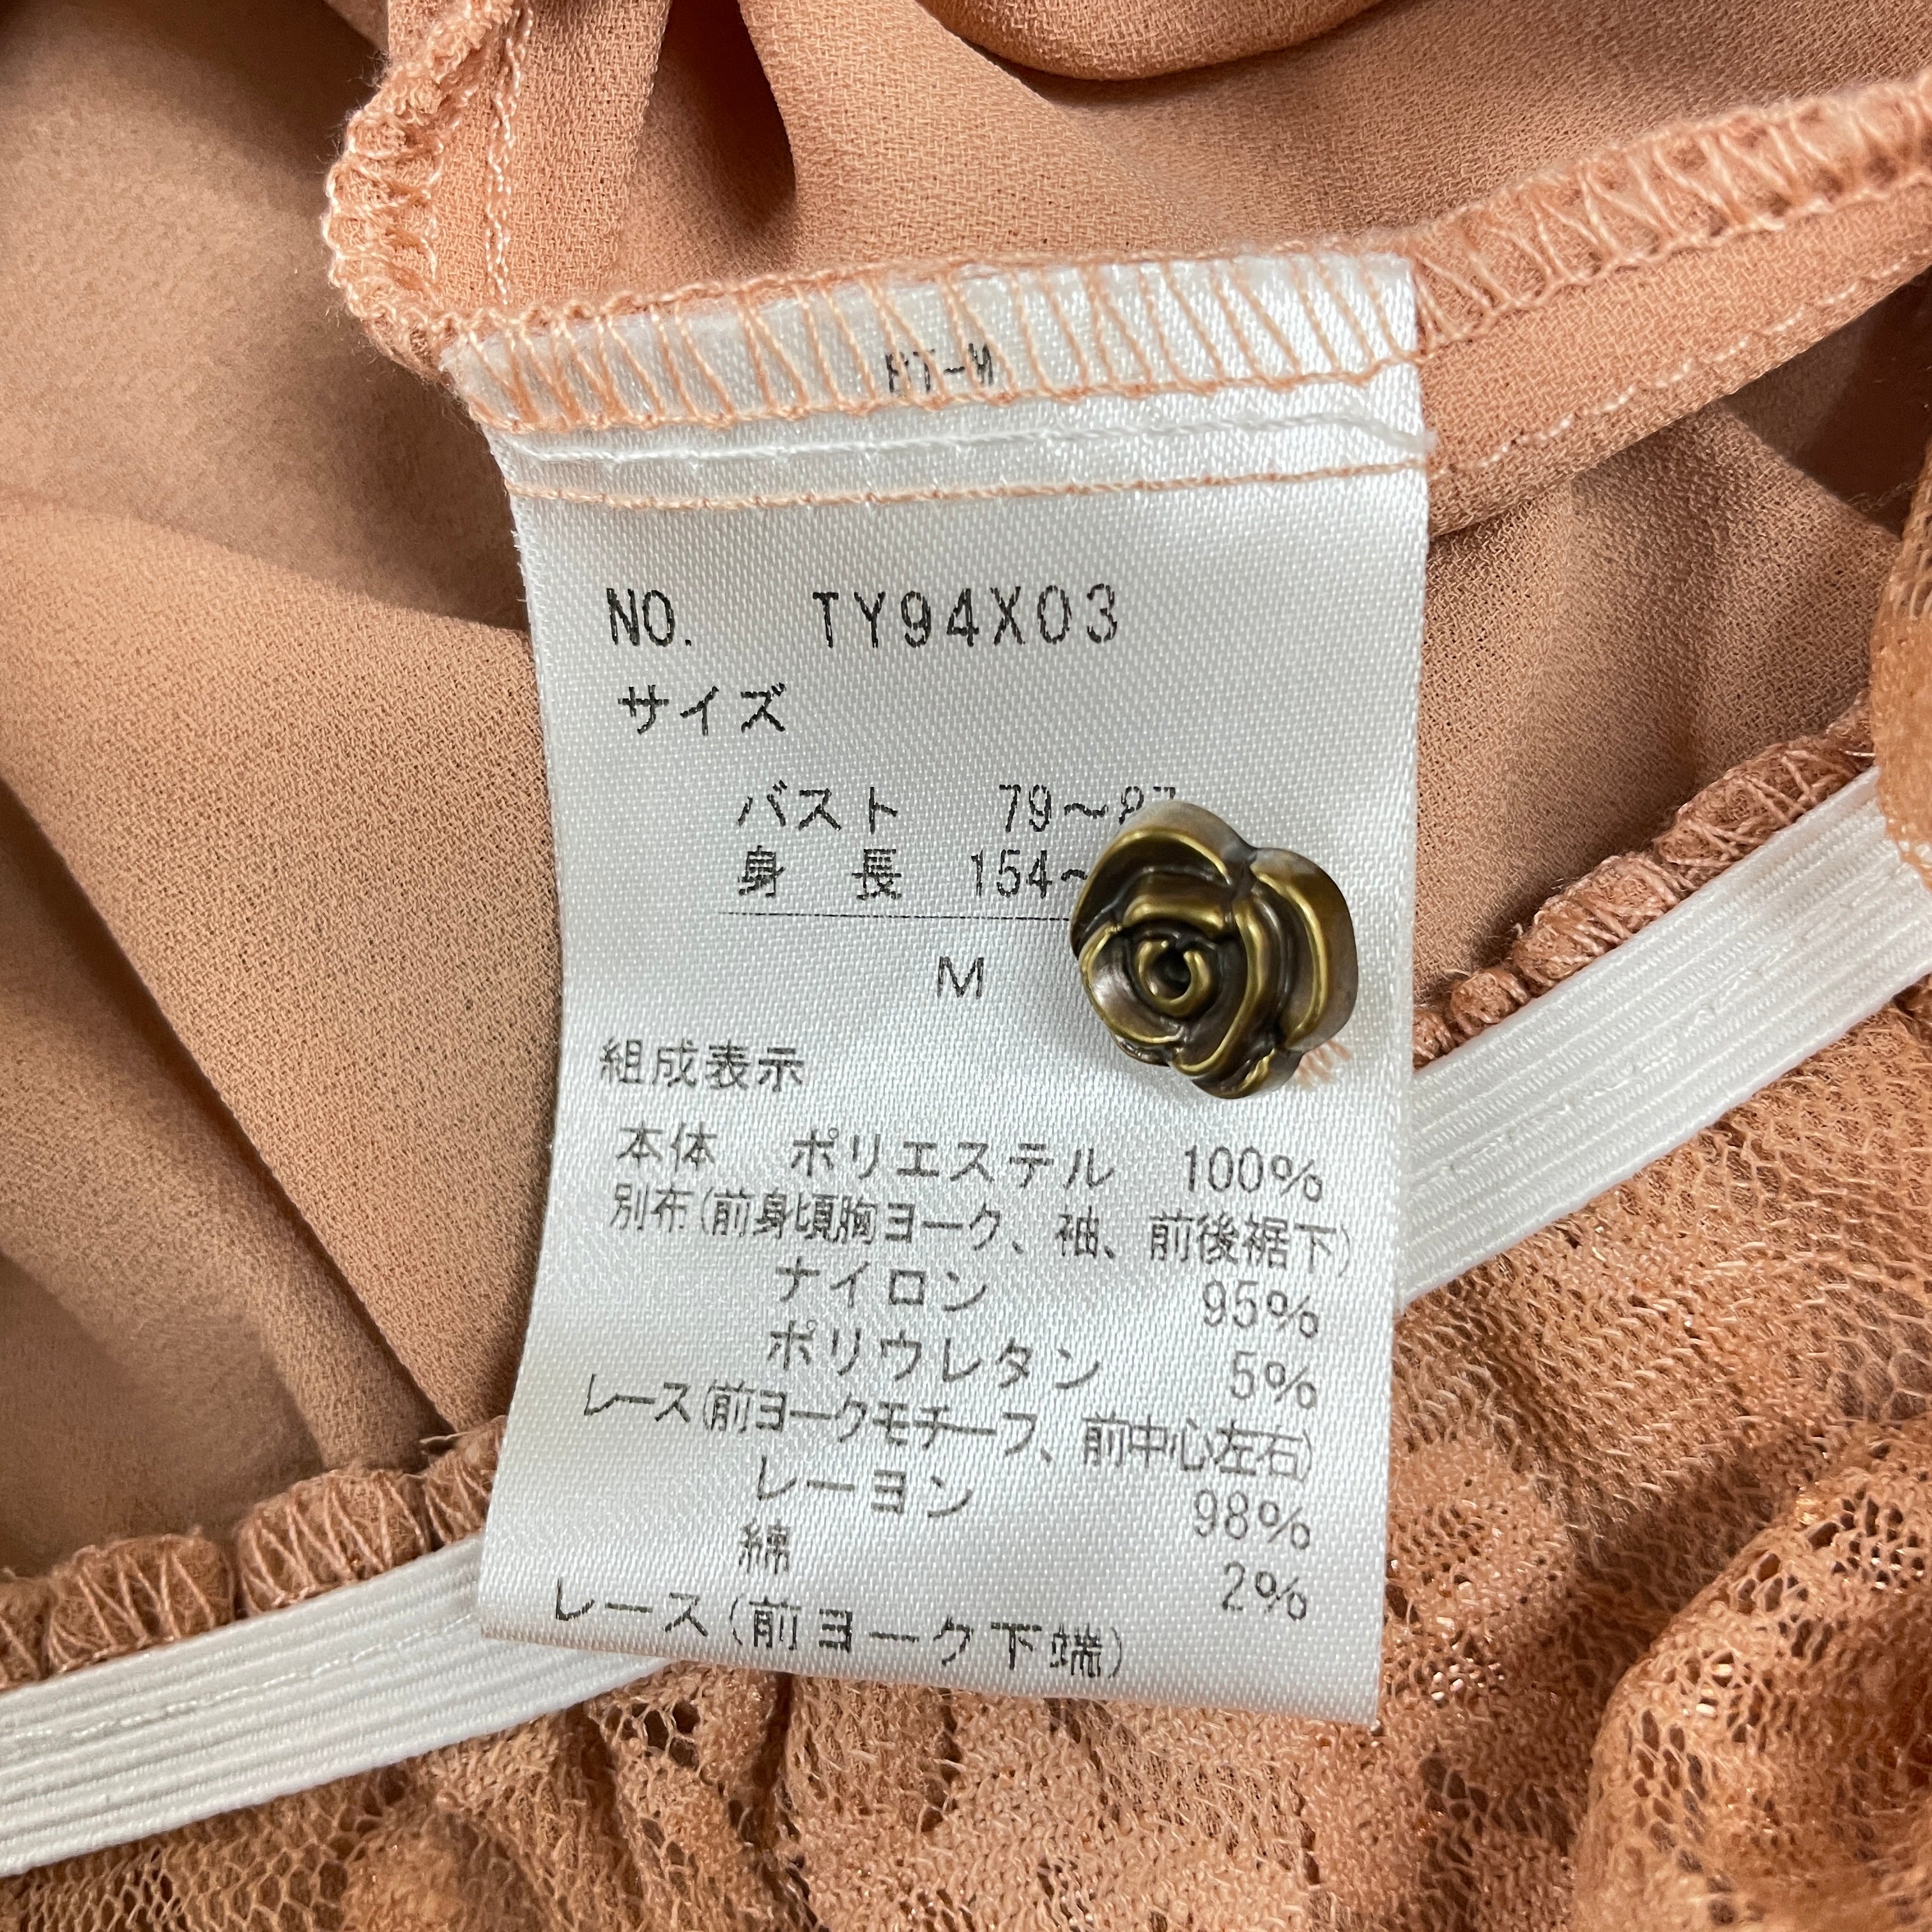 NO. TY94X03
サイズ
バスト 79～87
身 長 154～
M
組成表示
本体 ポリエステル 100%
別布(前身頃胸ヨーク、袖、前後裾下)
ナイロン 95%
ポリウレタン 5%
レース(前ヨークモチーフ、前中心左右)
レーヨン 98%
綿 2%
レース(前ヨーク下端)